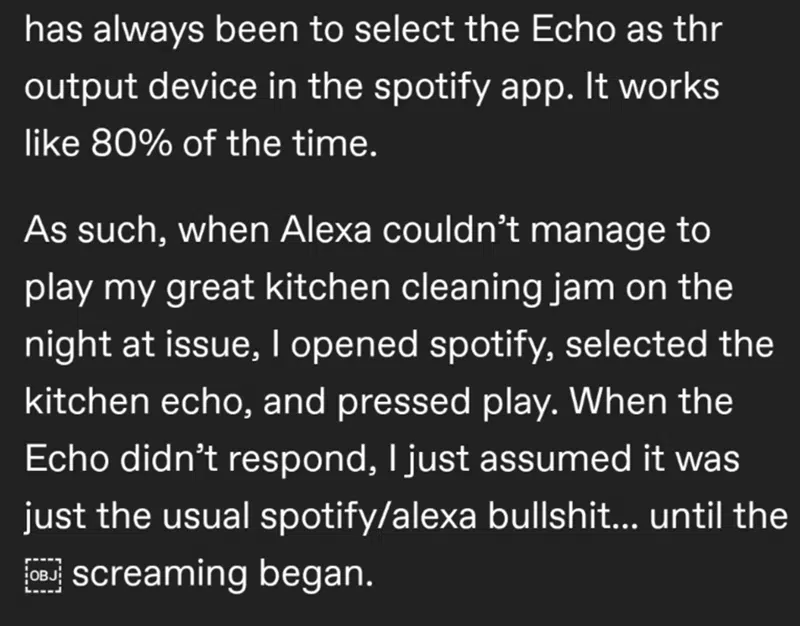 has always been to select the Echo as thr
output device in the spotify app. It works
like 80% of the time.
As such, when Alexa couldn’t manage to
play my great kitchen cleaning jam on the
night at issue, I opened spotify, selected the
kitchen echo, and pressed play. When the
Echo didn’t respond, I just assumed it was
just the usual spotify/alexa bullshit... until the
OBJ screaming began.